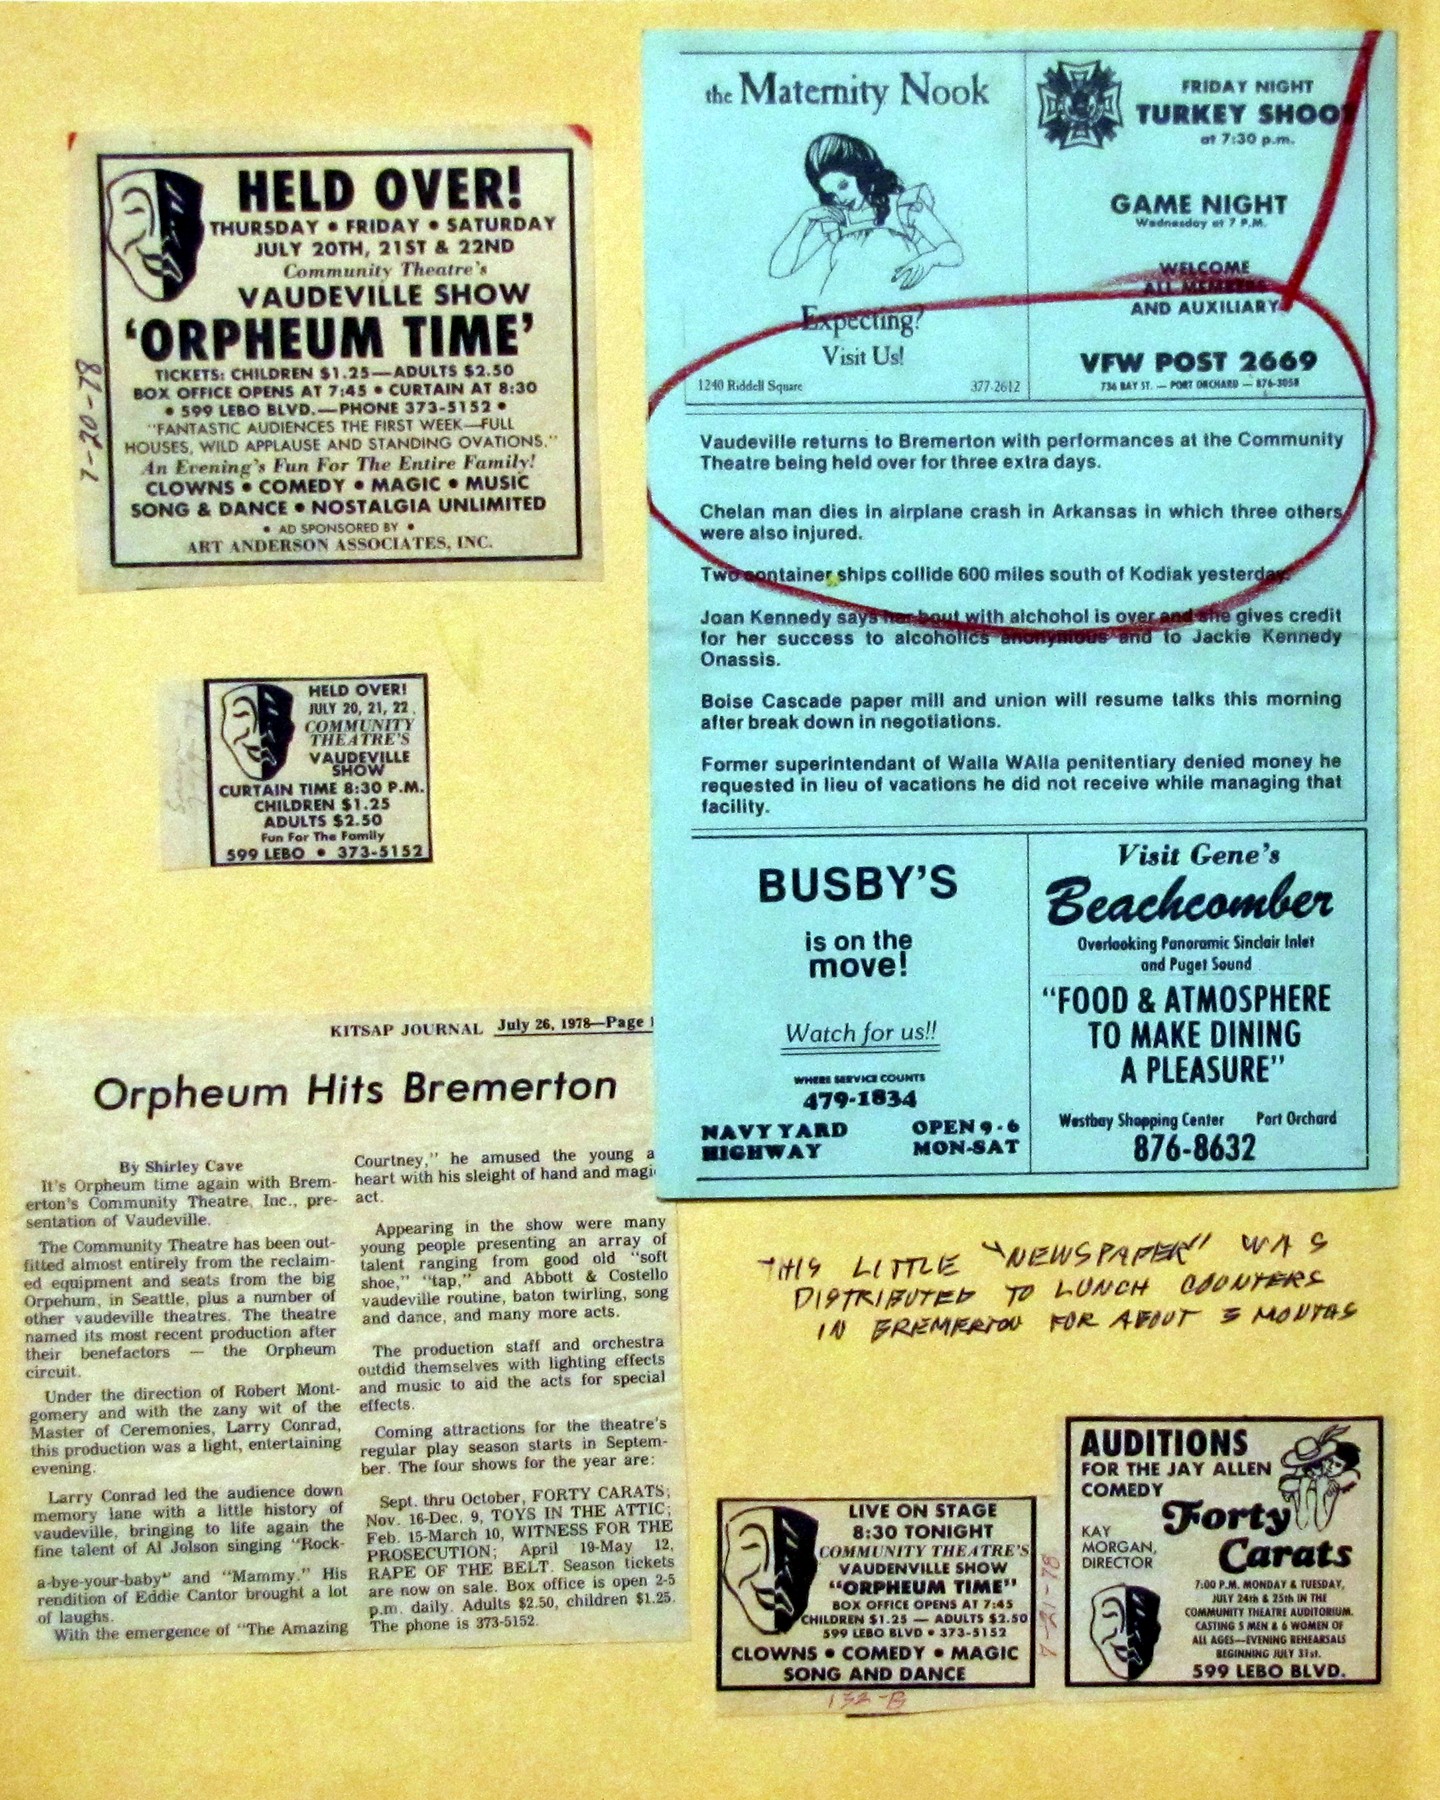 HELD OVER!
THURSDAY • FRIDAY • SATURDAY
JULY 20TH, 21ST & 22ND
Community Theatre's
VAUDEVILLE SHOW
'ORPHEUM TIME'
TICKETS: CHILDREN $1.25—ADULTS $2.50
BOX OFFICE OPENS AT 7:45 • CURTAIN AT 8:30
• 599 LEBO BLVD.—PHONE 373-5152 •
"FANTASTIC AUDIENCES THE FIRST WEEK—FULL
HOUSES, WILD APPLAUSE AND STANDING OVATIONS."
An Evening's Fun For The Entire Family!
CLOWNS • COMEDY • MAGIC • MUSIC
SONG & DANCE • NOSTALGIA UNLIMITED
• AD SPONSORED BY •
ART ANDERSON ASSOCIATES, INC.
7-20-78
HELD OVER!
JULY 20, 21, 22
COMMUNITY
THEATRE'S
VAUDEVILLE
SHOW
CURTAIN TIME 8:30 P.M.
CHILDREN $1.25
ADULTS $2.50
Fun For The Family
599 LEBO • 373-5152
the Maternity Nook
Expecting?
Visit Us!
1240 Riddell Square 377-2612
FRIDAY NIGHT
TURKEY SHOOT
at 7:30 p.m.
GAME NIGHT
Wednesday at 7 P.M.
WELCOME
ALL MEMBERS
AND AUXILIARY
VFW POST 2669
736 BAY ST. — PORT ORCHARD — 876-3058
Vaudeville returns to Bremerton with performances at the Community
Theatre being held over for three extra days.
Chelan man dies in airplane crash in Arkansas in which three others
were also injured.
Two container ships collide 600 miles south of Kodiak yesterday.
Joan Kennedy says her bout with alchohol is over and she gives credit
for her success to alcoholics anonymous and to Jackie Kennedy
Onassis.
Boise Cascade paper mill and union will resume talks this morning
after break down in negotiations.
Former superintendant of Walla WAlla penitentiary denied money he
requested in lieu of vacations he did not receive while managing that
facility.
BUSBY'S
is on the
move!
Watch for us!!
WHERE SERVICE COUNTS
479-1834
NAVY YARD OPEN 9-6
HIGHWAY MON-SAT
Visit Gene's
Beachcomber
Overlooking Panoramic Sinclair Inlet
and Puget Sound
"FOOD & ATMOSPHERE
TO MAKE DINING
A PLEASURE"
Westbay Shopping Center Port Orchard
876-8632
KITSAP JOURNAL July 26, 1978—Page
Orpheum Hits Bremerton
By Shirley Cave
It's Orpheum time again with Brem-
erton's Community Theatre, Inc., pre-
sentation of Vaudeville.
The Community Theatre has been out-
fitted almost entirely from the reclaim-
ed equipment and seats from the big
Orpehum, in Seattle, plus a number of
other vaudeville theatres. The theatre
named its most recent production after
their benefactors — the Orpheum
circuit.
Under the direction of Robert Mont-
gomery and with the zany wit of the
Master of Ceremonies, Larry Conrad,
this production was a light, entertaining
evening.
Larry Conrad led the audience down
memory lane with a little history of
vaudeville, bringing to life again the
fine talent of Al Jolson singing "Rock-
a-bye-your-baby" and "Mammy." His
rendition of Eddie Cantor brought a lot
of laughs.
With the emergence of "The Amazing
Courtney," he amused the young a
heart with his sleight of hand and magic
act.
Appearing in the show were many
young people presenting an array of
talent ranging from good old "soft
shoe," "tap," and Abbott & Costello
vaudeville routine, baton twirling, song
and dance, and many more acts.
The production staff and orchestra
outdid themselves with lighting effects
and music to aid the acts for special
effects.
Coming attractions for the theatre's
regular play season starts in Septem-
ber. The four shows for the year are:
Sept. thru October, FORTY CARATS;
Nov. 16-Dec. 9, TOYS IN THE ATTIC;
Feb. 15-March 10, WITNESS FOR THE
PROSECUTION; April 19-May 12,
RAPE OF THE BELT. Season tickets
are now on sale. Box office is open 2-5
p.m. daily. Adults $2.50, children $1.25.
The phone is 373-5152.
THIS LITTLE "NEWSPAPER" WAS
DISTRIBUTED TO LUNCH COUNTERS
IN BREMERTON FOR ABOUT 3 MONTHS
LIVE ON STAGE
8:30 TONIGHT
COMMUNITY THEATRE'S
VAUDENVILLE SHOW
"ORPHEUM TIME"
BOX OFFICE OPENS AT 7:45
CHILDREN $1.25 — ADULTS $2.50
599 LEBO BLVD • 373-5152
CLOWNS • COMEDY • MAGIC
SONG AND DANCE
132-B
7-21-78
AUDITIONS
FOR THE JAY ALLEN
COMEDY
Forty
Carats
KAY
MORGAN,
DIRECTOR
7:00 P.M. MONDAY & TUESDAY,
JULY 24th & 25th IN THE
COMMUNITY THEATRE AUDITORIUM.
CASTING 5 MEN & 6 WOMEN OF
ALL AGES—EVENING REHEARSALS
BEGINNING JULY 31st.
599 LEBO BLVD.